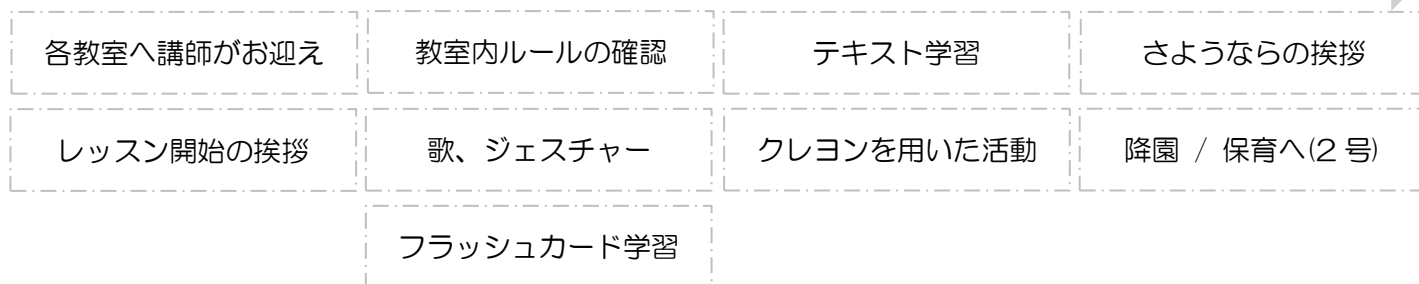 各教室へ講師がお迎え
レッスン開始の挨拶
教室内ルールの確認
歌、ジェスチャー
フラッシュカード学習
テキスト学習
クレヨンを用いた活動
さようならの挨拶
降園 / 保育へ(2 号)